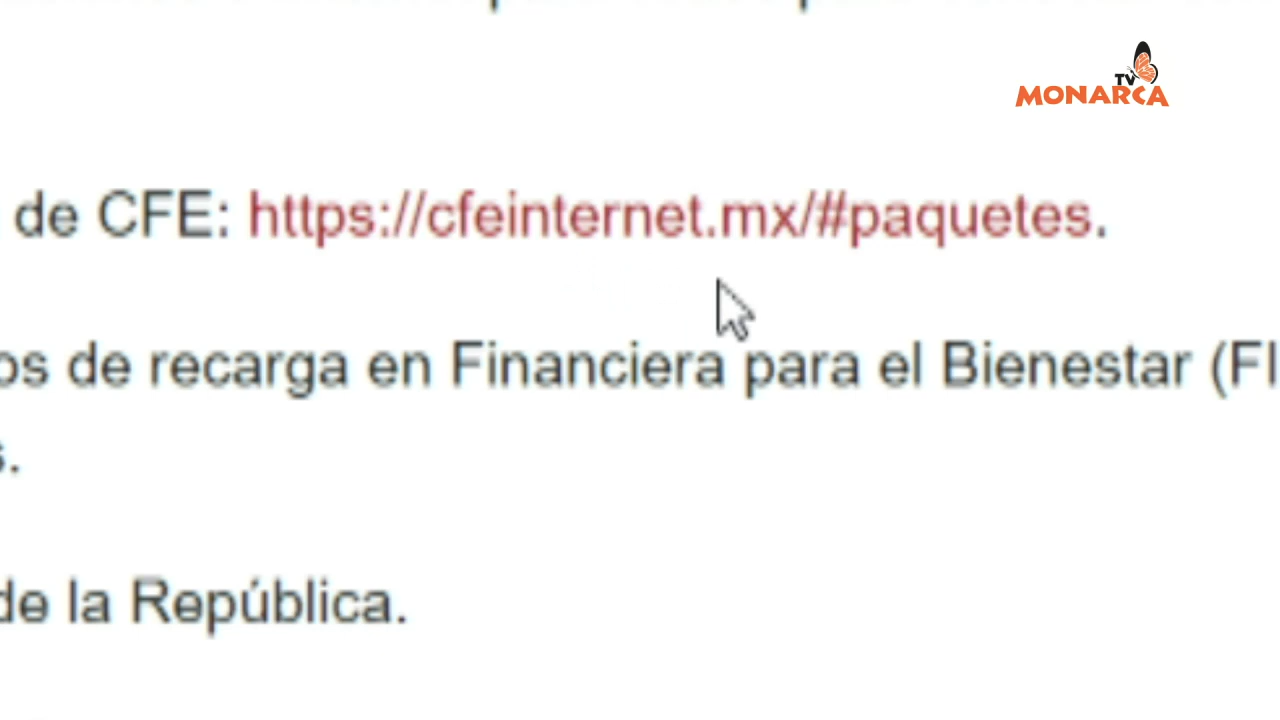 TV
MONARCA
de CFE: https://cfeinternet.mx/#paquetes.
os de recarga en Financiera para el Bienestar (FI
s.
de la República.